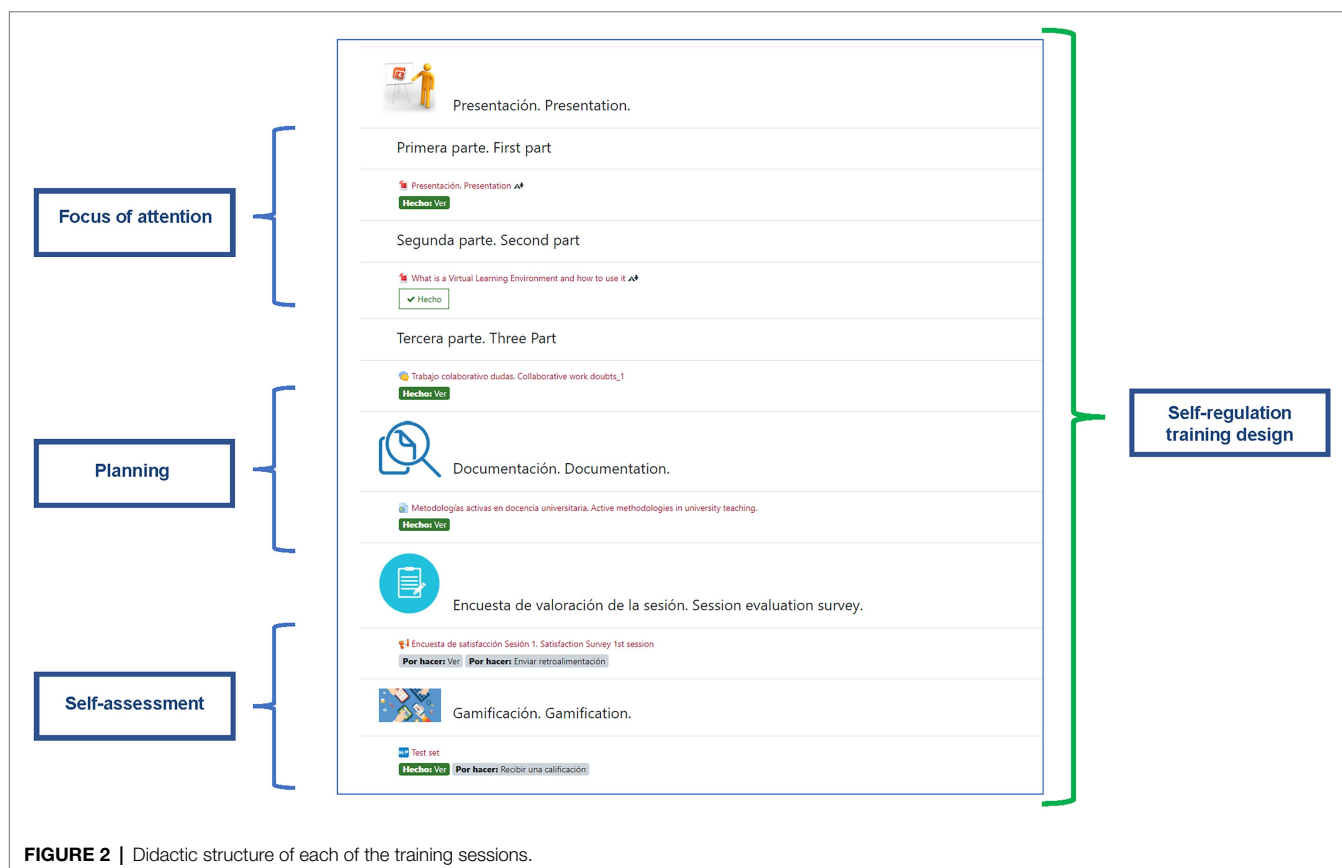 Presentación. Presentation.
Primera parte. First part
Presentación. Presentation
Hecho: Ver
Focus of attention
Segunda parte. Second part
What is a Virtual Learning Environment and how to use it
✔ Hecho
Tercera parte. Three Part
Trabajo colaborativo dudas. Collaborative work doubts_1
Hecho: Ver
Self-regulation
training design
Planning
Documentación. Documentation.
Metodologías activas en docencia universitaria. Active methodologies in university teaching.
Hecho: Ver
Encuesta de valoración de la sesión. Session evaluation survey.
Encuesta de satisfacción Sesión 1. Satisfaction Survey 1st session
Por hacer: Ver Por hacer: Enviar retroalimentación
Self-assessment
Gamificación. Gamification.
H-P Test set
Hecho: Ver Por hacer: Recibir una calificación
FIGURE 2 | Didactic structure of each of the training sessions.